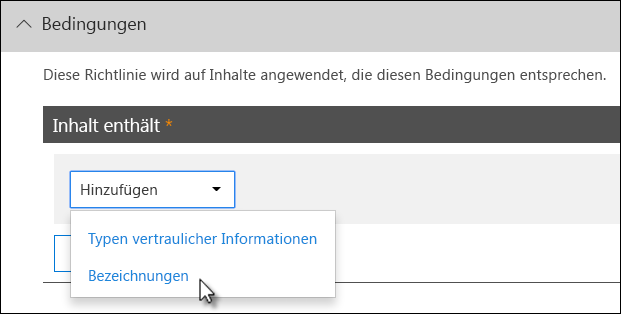 Bedingungen
Diese Richtlinie wird auf Inhalte angewendet, die diesen Bedingungen entsprechen.
Inhalt enthält *
Hinzufügen
Typen vertraulicher Informationen
Bezeichnungen